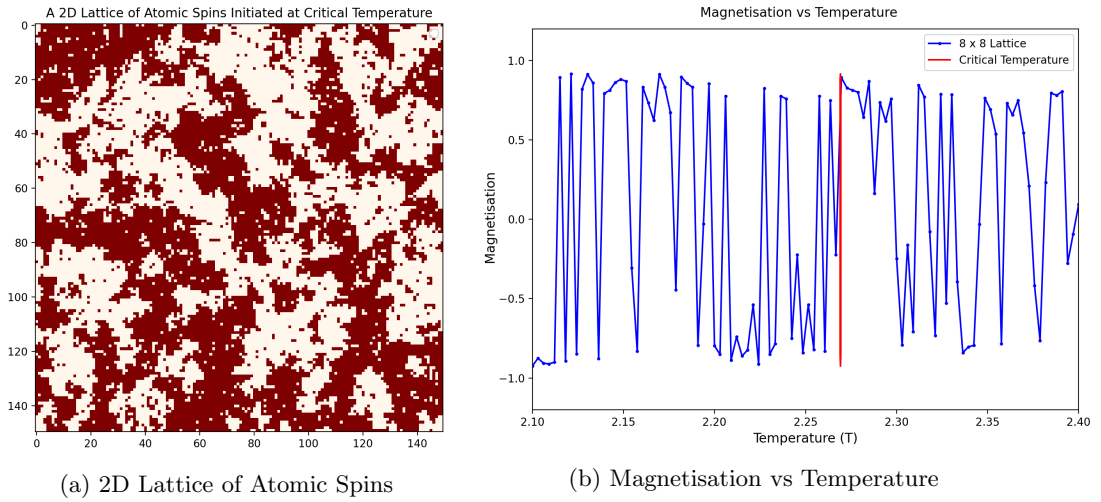 A 2D Lattice of Atomic Spins Initiated at Critical Temperature
0
20
40
60
80
100
120
140
0 20 40 60 80 100 120 140
(a) 2D Lattice of Atomic Spins
Magnetisation vs Temperature
8 x 8 Lattice
Critical Temperature
Magnetisation
1.0
0.5
0.0
−0.5
−1.0
2.10 2.15 2.20 2.25 2.30 2.35 2.40
Temperature (T)
(b) Magnetisation vs Temperature